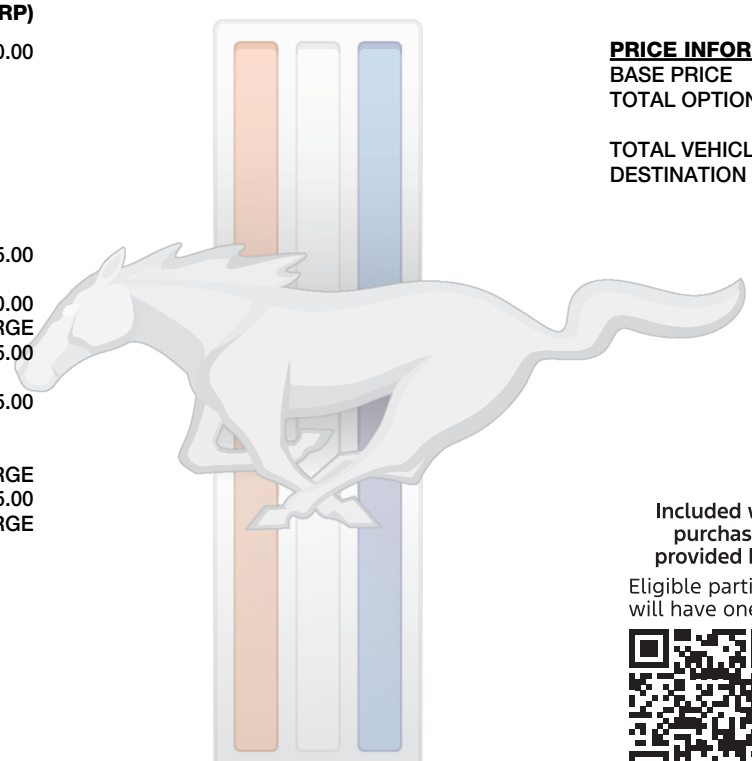 RP)
0.00
5.00
0.00
RGE
5.00
5.00
RGE
5.00
RGE
PRICE INFOR
BASE PRICE
TOTAL OPTION
TOTAL VEHICL
DESTINATION
Included w
purchas
provided b
Eligible parti
will have one